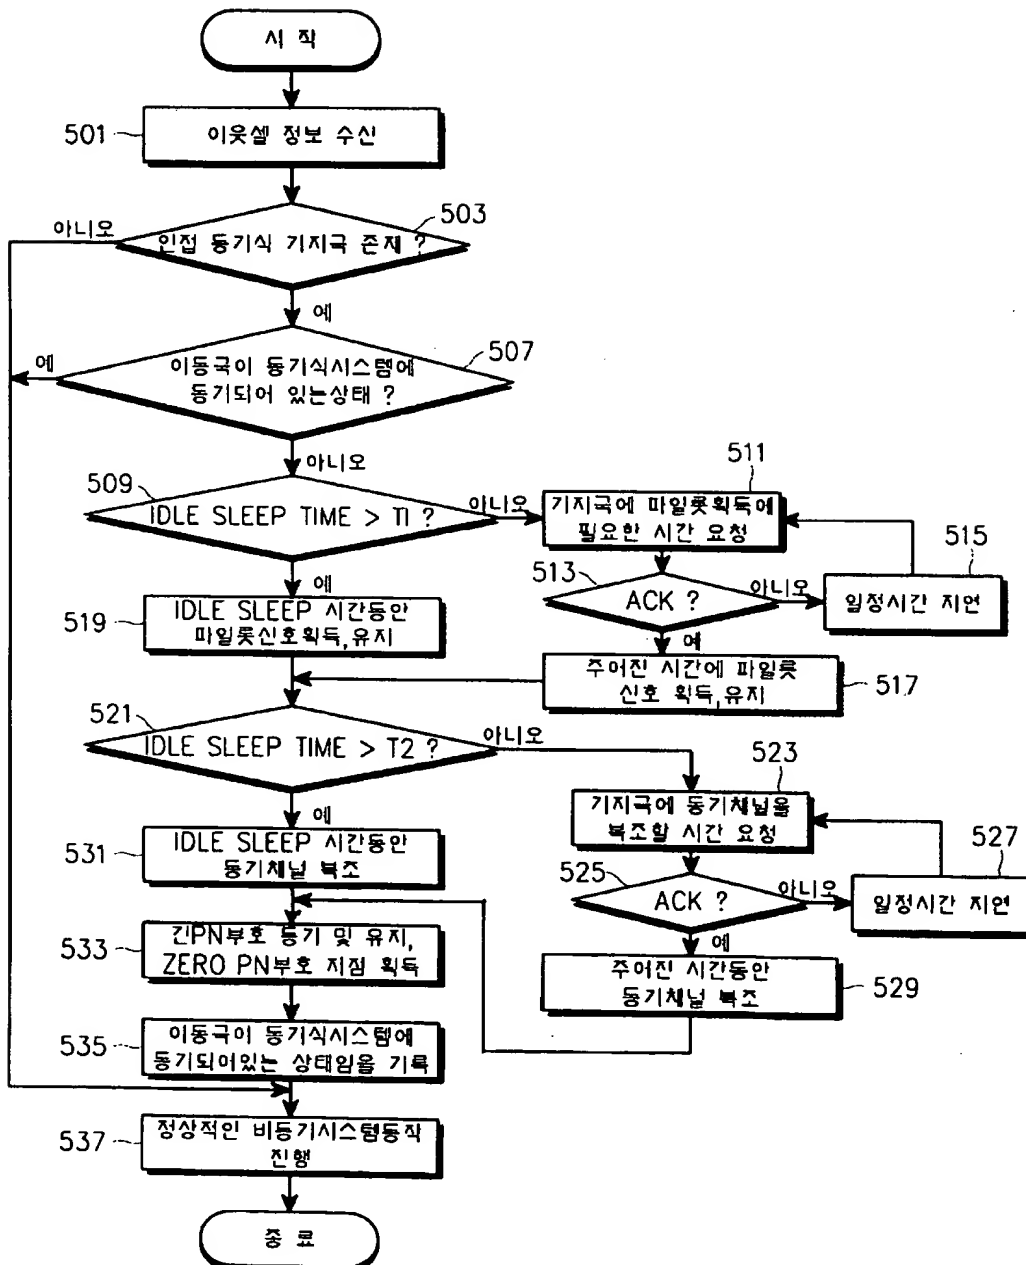 시 작
501
이웃셀 정보 수신
503
아니오
인접 동기식 기지국 존재 ?
예
507
예
이동국이 동기식시스템에
동기되어 있는상태 ?
아니오
509
IDLE SLEEP TIME > T1 ?
아니오
511
기지국에 파일롯획득에
필요한 시간 요청
515
513
ACK ?
아니오
일정시간 지연
예
예
519
IDLE SLEEP 시간동안
파일롯신호획득,유지
주어진 시간에 파일롯
신호 획득,유지
517
521
IDLE SLEEP TIME > T2 ?
아니오
523
기지국에 동기채널을
복조할 시간 요청
527
예
531
IDLE SLEEP 시간동안
동기채널 복조
525
ACK ?
아니오
일정시간 지연
예
533
긴PN부호 동기 및 유지,
ZERO PN부호 지점 획득
주어진 시간동안
동기채널 복조
529
535
이동국이 동기식시스템에
동기되어있는 상태임을 기록
537
정상적인 비동기시스템동작
진행
종 료